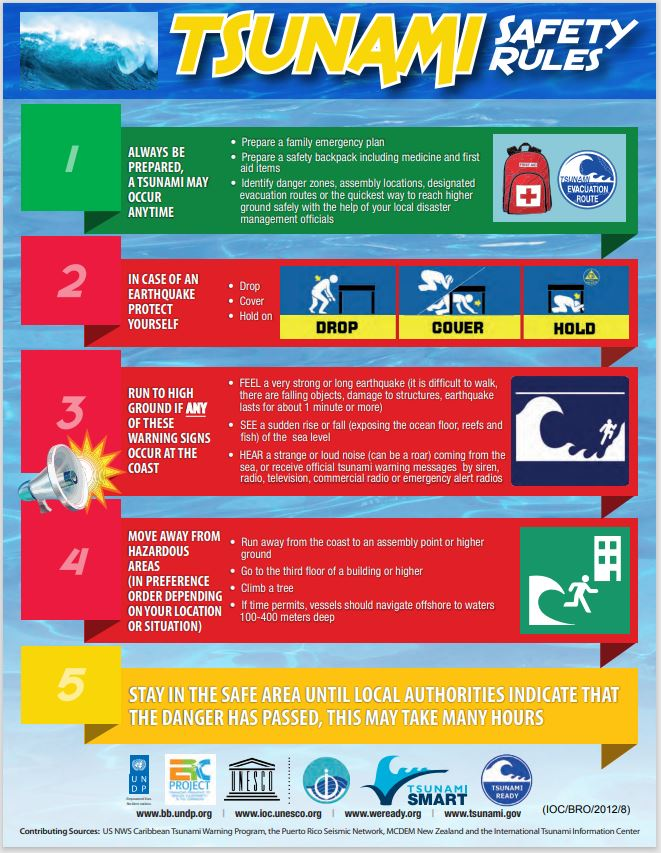 TSUNAMI SAFETY
RULES
1
ALWAYS BE
PREPARED,
A TSUNAMI MAY
OCCUR
ANYTIME
• Prepare a family emergency plan
• Prepare a safety backpack including medicine and first
aid items
• Identify danger zones, assembly locations, designated
evacuation routes or the quickest way to reach higher
ground safely with the help of your local disaster
management officials
FIRST AID
TSUNAMI
EVACUATION
ROUTE
2
IN CASE OF AN
EARTHQUAKE
PROTECT
YOURSELF
• Drop
• Cover
• Hold on
DROP
COVER
HOLD
3
RUN TO HIGH
GROUND IF ANY
OF THESE
WARNING SIGNS
OCCUR AT THE
COAST
• FEEL a very strong or long earthquake (it is difficult to walk,
there are falling objects, damage to structures, earthquake
lasts for about 1 minute or more)
• SEE a sudden rise or fall (exposing the ocean floor, reefs and
fish) of the sea level
• HEAR a strange or loud noise (can be a roar) coming from the
sea, or receive official tsunami warning messages by siren,
radio, television, commercial radio or emergency alert radios
4
MOVE AWAY FROM
HAZARDOUS
AREAS
(IN PREFERENCE
ORDER DEPENDING
ON YOUR LOCATION
OR SITUATION)
• Run away from the coast to an assembly point or higher
ground
• Go to the third floor of a building or higher
• Climb a tree
• If time permits, vessels should navigate offshore to waters
100-400 meters deep
5
STAY IN THE SAFE AREA UNTIL LOCAL AUTHORITIES INDICATE THAT
THE DANGER HAS PASSED, THIS MAY TAKE MANY HOURS
U N
D P
PROJECT
UNESCO
TSUNAMI
SMART
TSUNAMI
READY
www.bb.undp.org | www.ioc.unesco.org | www.weready.org | www.tsunami.gov
(IOC/BRO/2012/8)
Contributing Sources: US NWS Caribbean Tsunami Warning Program, the Puerto Rico Seismic Network, MCDEM New Zealand and the International Tsunami Information Center